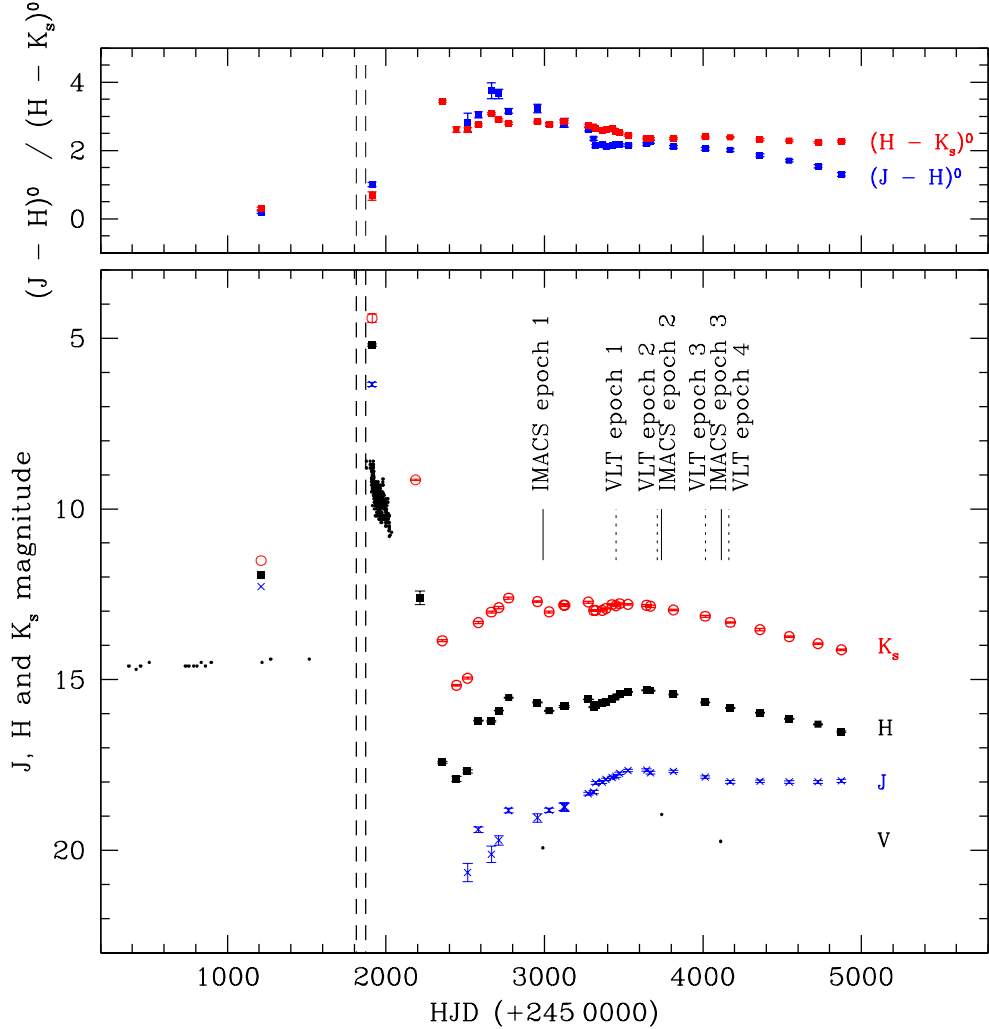 (J − H)⁰ / (H − Kₛ)⁰
4
2
0
(H − Kₛ)⁰
(J − H)⁰
J, H and Kₛ magnitude
5
10
15
20
IMACS epoch 1
VLT epoch 1
VLT epoch 2
IMACS epoch 2
VLT epoch 3
IMACS epoch 3
VLT epoch 4
Kₛ
H
J
V
1000 2000 3000 4000 5000
HJD (+245 0000)